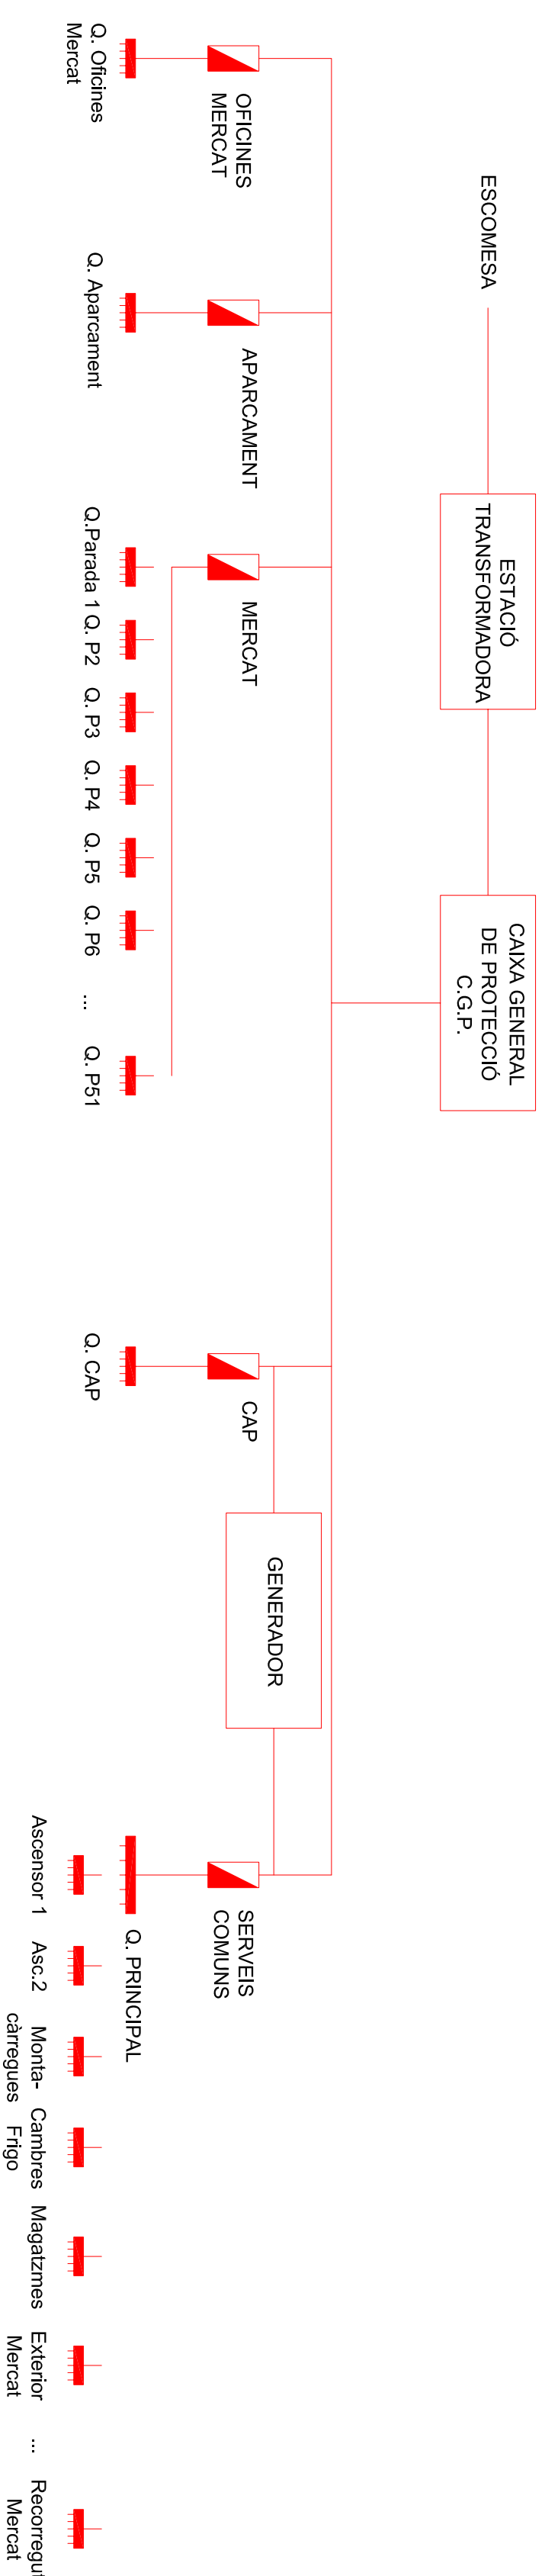 ESCOMESA
ESTACIÓ
TRANSFORMADORA
CAIXA GENERAL
DE PROTECCIÓ
C.G.P.
OFICINES
MERCAT
APARCAMENT
MERCAT
CAP
GENERADOR
SERVEIS
COMUNS
Q. Oficines
Mercat
Q. Aparcament
Q.Parada 1
Q. P2
Q. P3
Q. P4
Q. P5
Q. P6
...
Q. P51
Q. CAP
Q. PRINCIPAL
Ascensor 1
Asc.2
Monta-
càrregues
Cambres
Frigo
Magatzmes
Exterior
Mercat
...
Recorregut
Mercat